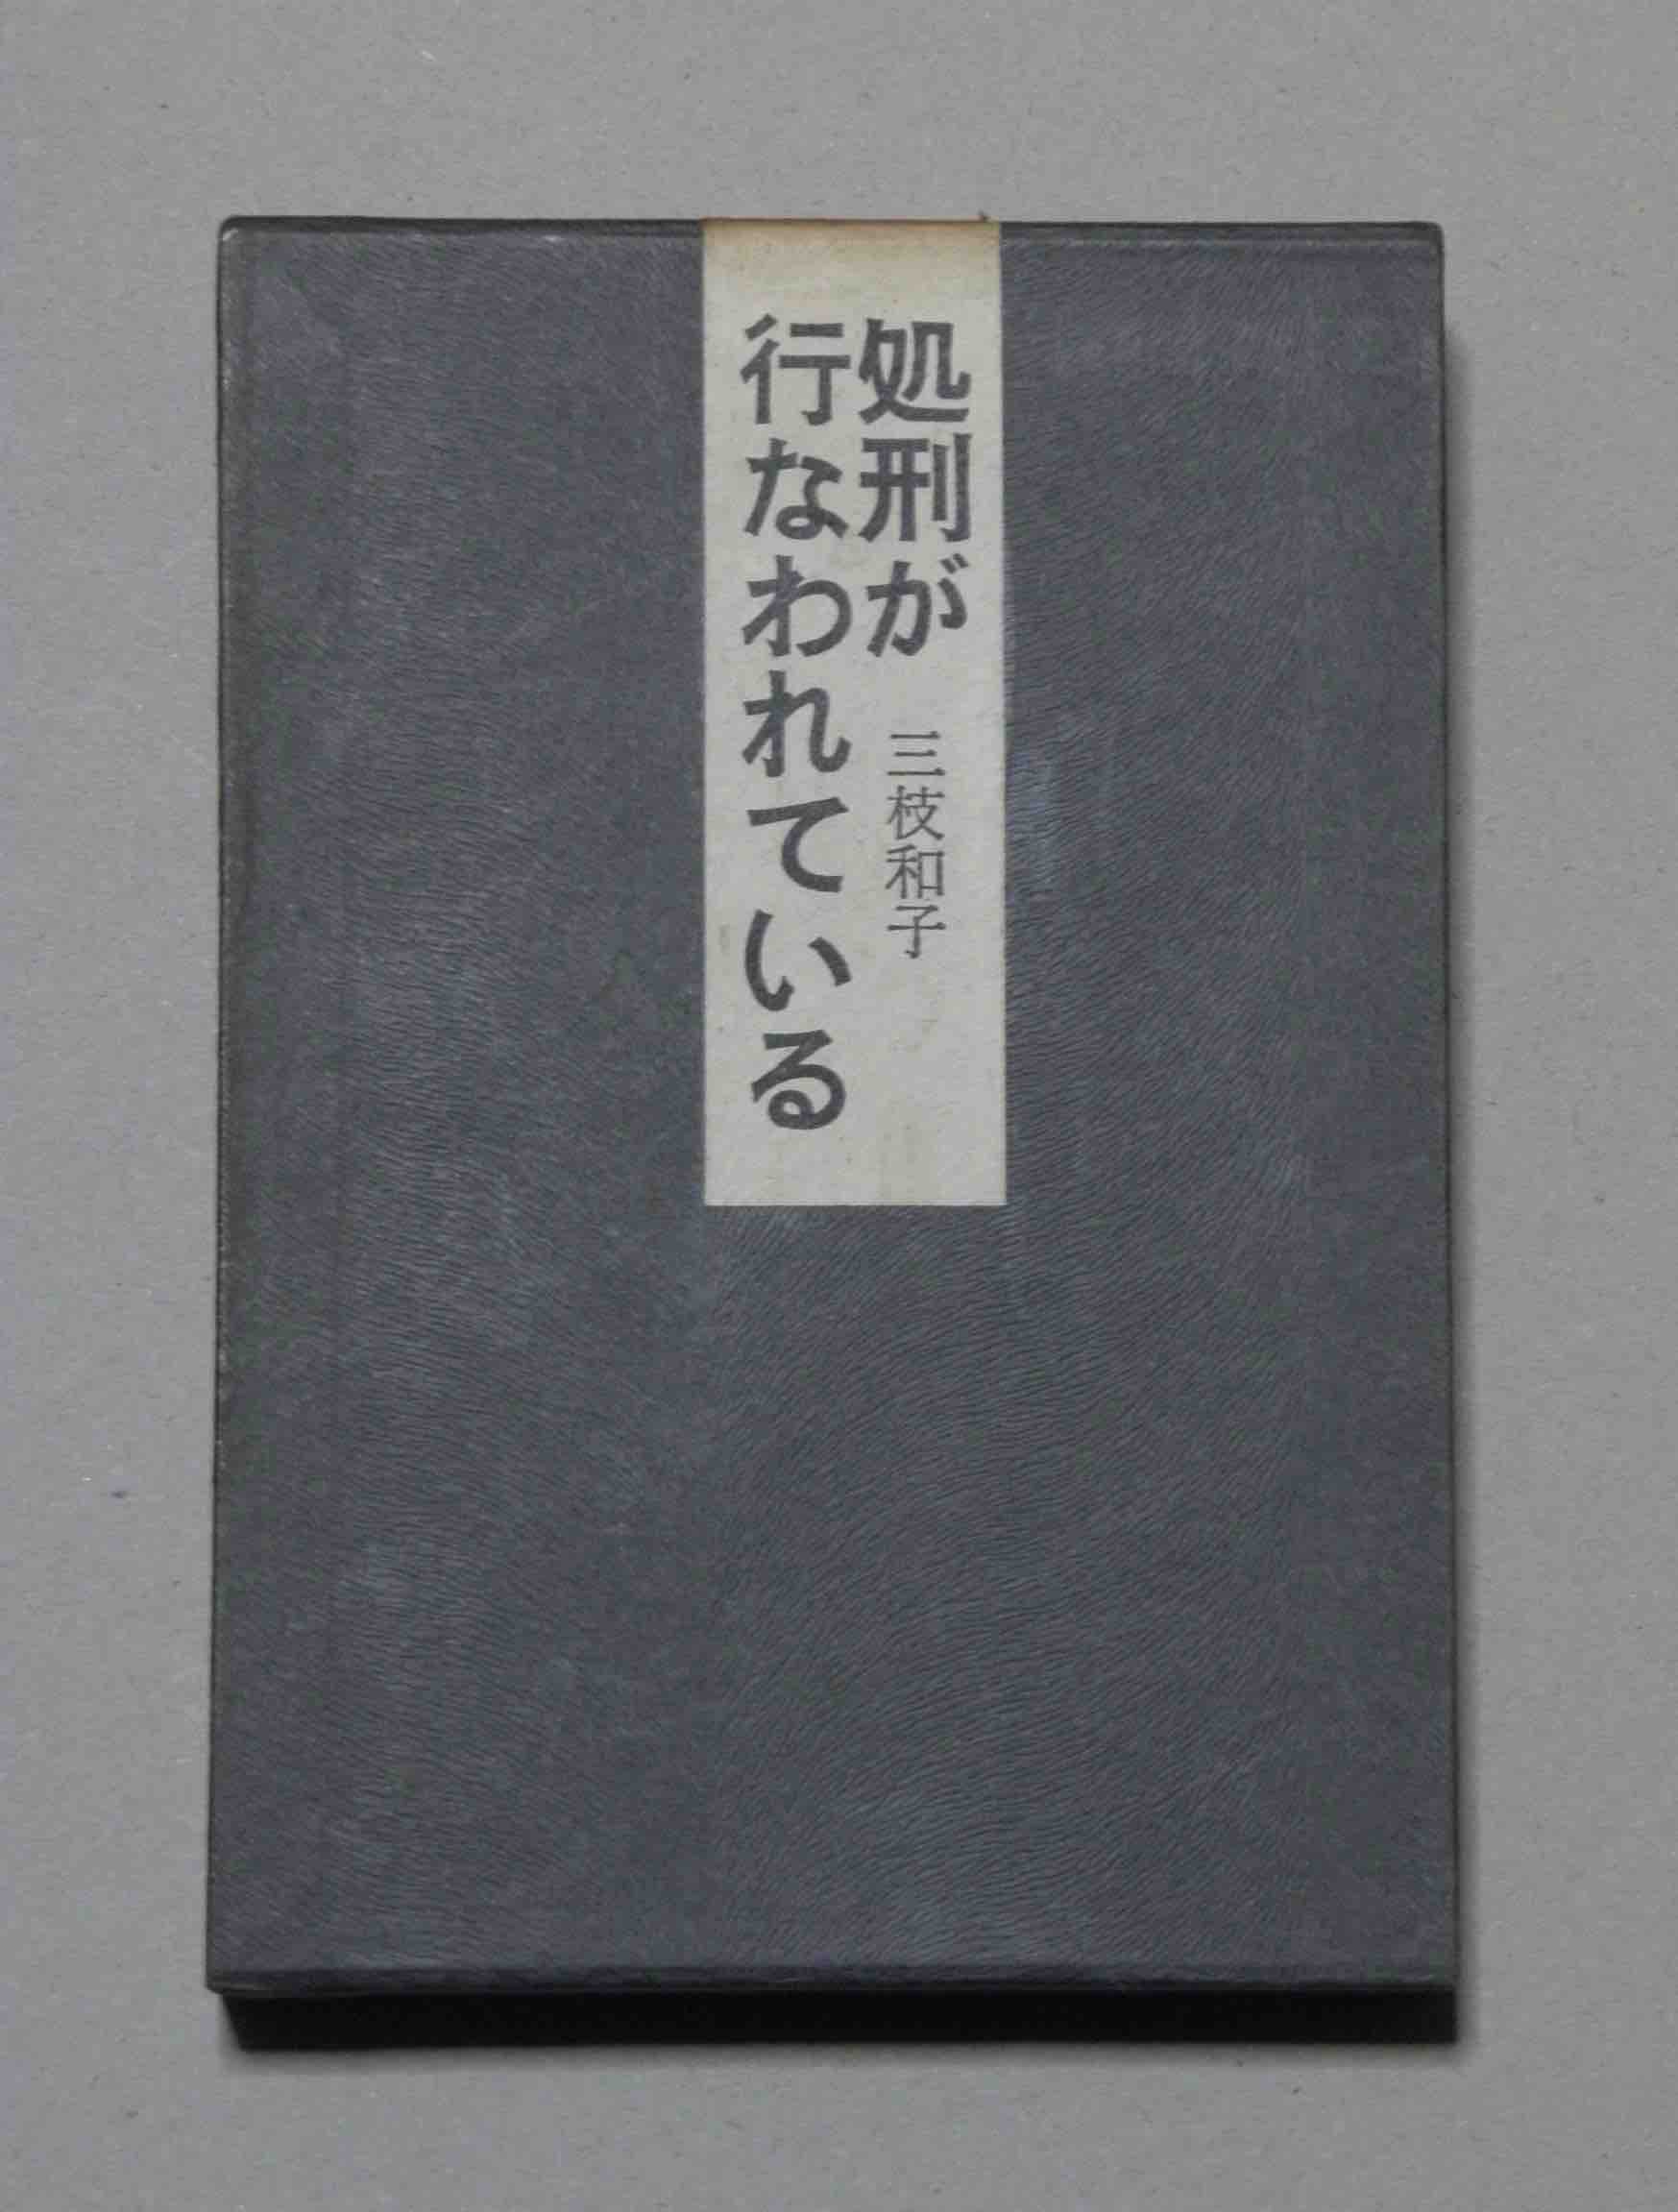 処刑が
行なわれている
三枝和子